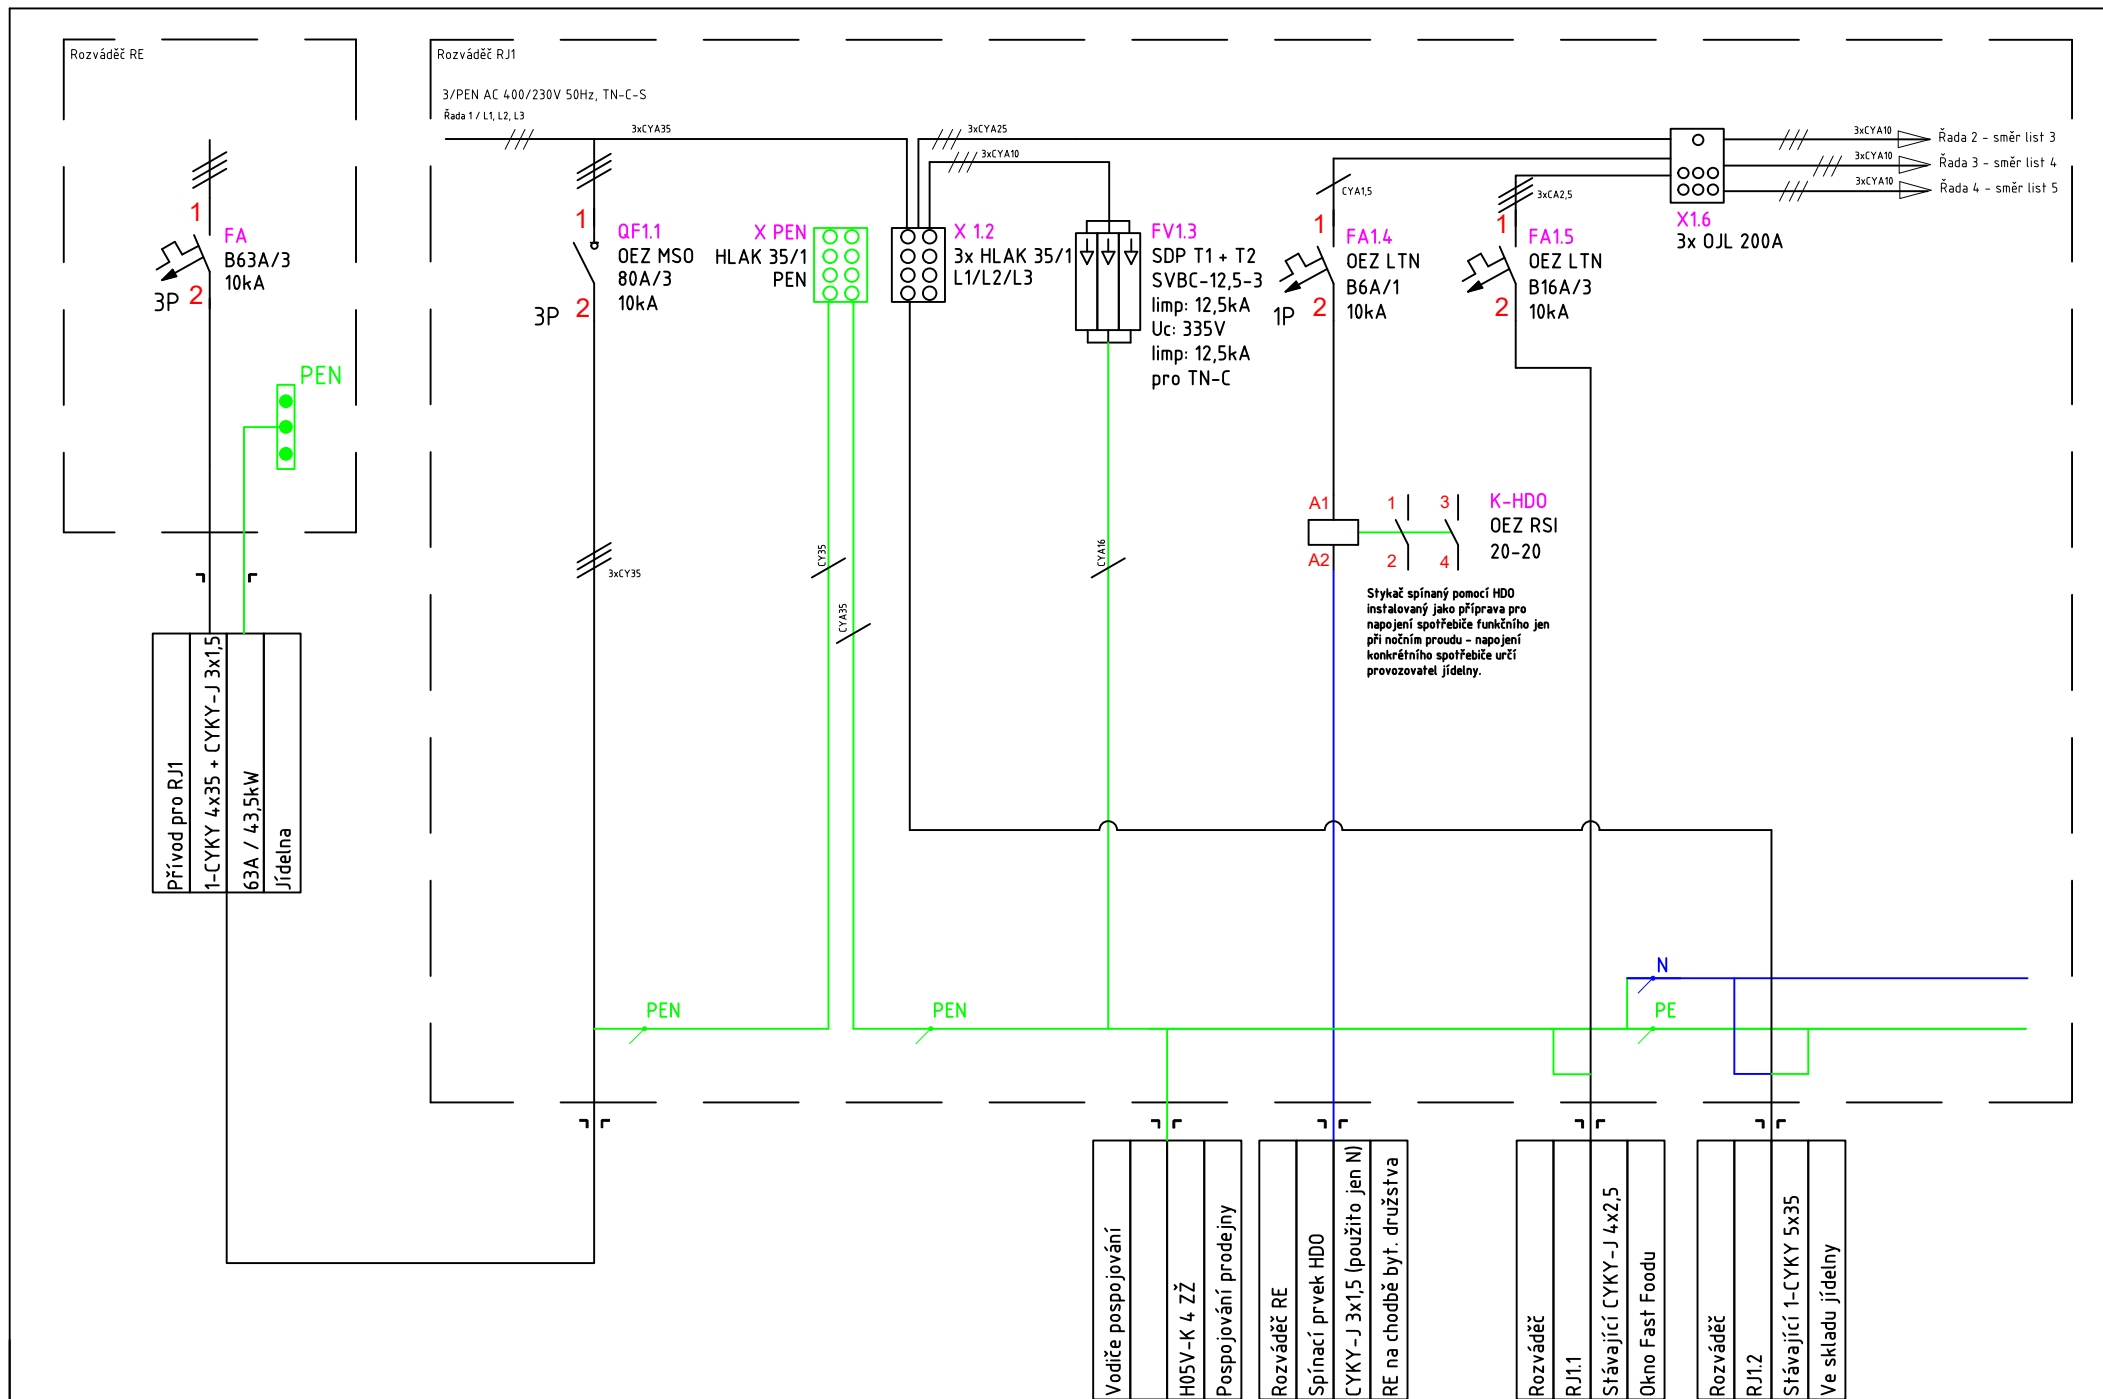 Rozváděč RE
1
FA
B63A/3
10kA
3P
2
PEN
Přívod pro RJ1
1-CYKY 4x35 + CYKY-J 3x1,5
63A / 43,5kW
Jídelna
Rozváděč RJ1
3/PEN AC 400/230V 50Hz, TN-C-S
Řada 1 / L1, L2, L3
3xCYA35
1
QF1.1
OEZ MSO
80A/3
10kA
3P
2
3xCY35
X PEN
HLAK 35/1
PEN
CY35
CYA35
X 1.2
3x HLAK 35/1
L1/L2/L3
3xCYA25
3xCYA10
FV1.3
SDP T1 + T2
SVBC-12,5-3
Iimp: 12,5kA
Uc: 335V
Iimp: 12,5kA
pro TN-C
CYA16
CYA1,5
1
FA1.4
OEZ LTN
B6A/1
10kA
1P
2
3xCA2,5
1
FA1.5
OEZ LTN
B16A/3
10kA
2
X1.6
3x OJL 200A
3xCYA10
Řada 2 - směr list 3
3xCYA10
Řada 3 - směr list 4
3xCYA10
Řada 4 - směr list 5
A1
A2
1
2
3
4
K-HDO
OEZ RSI
20-20
Stykač spínaný pomocí HDO
instalovaný jako příprava pro
napojení spotřebiče funkčního jen
při nočním proudu - napojení
konkrétního spotřebiče určí
provozovatel jídelny.
N
PEN
PEN
PE
Vodiče pospojování
H05V-K 4 ZŽ
Pospojování prodejny
Rozváděč RE
Spínací prvek HDO
CYKY-J 3x1,5 (použito jen N)
RE na chodbě byt. družstva
Rozváděč
RJ1.1
Stávající CYKY-J 4x2,5
Okno Fast Foodu
Rozváděč
RJ1.2
Stávající 1-CYKY 5x35
Ve skladu jídelny